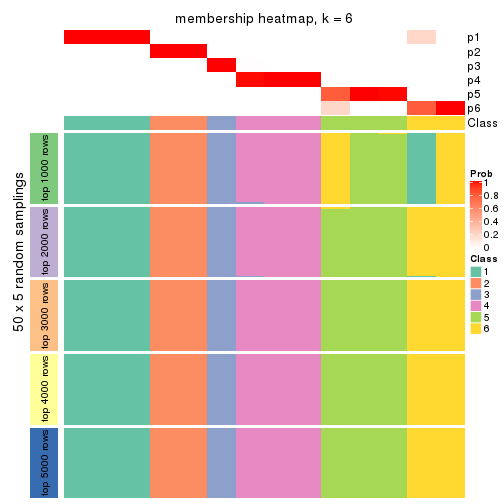 membership heatmap, k = 6
p1
p2
p3
p4
p5
p6
Class
50 x 5 random samplings
top 1000 rows
top 2000 rows
top 3000 rows
top 4000 rows
top 5000 rows
Prob
1
0.8
0.6
0.4
0.2
0
Class
1
2
3
4
5
6